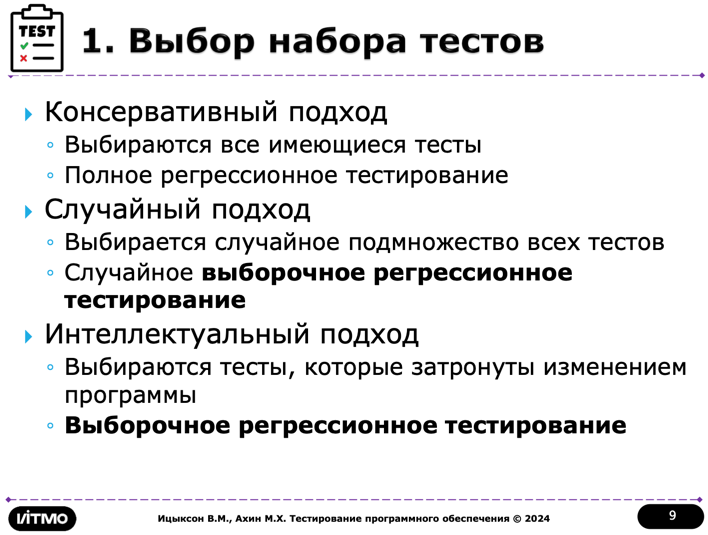 TEST
1. Выбор набора тестов
Консервативный подход
Выбираются все имеющиеся тесты
Полное регрессионное тестирование
Случайный подход
Выбирается случайное подмножество всех тестов
Случайное выборочное регрессионное
тестирование
Интеллектуальный подход
Выбираются тесты, которые затронуты изменением
программы
Выборочное регрессионное тестирование
ИТМО
Ицыксон В.М., Ахин М.Х. Тестирование программного обеспечения © 2024
9